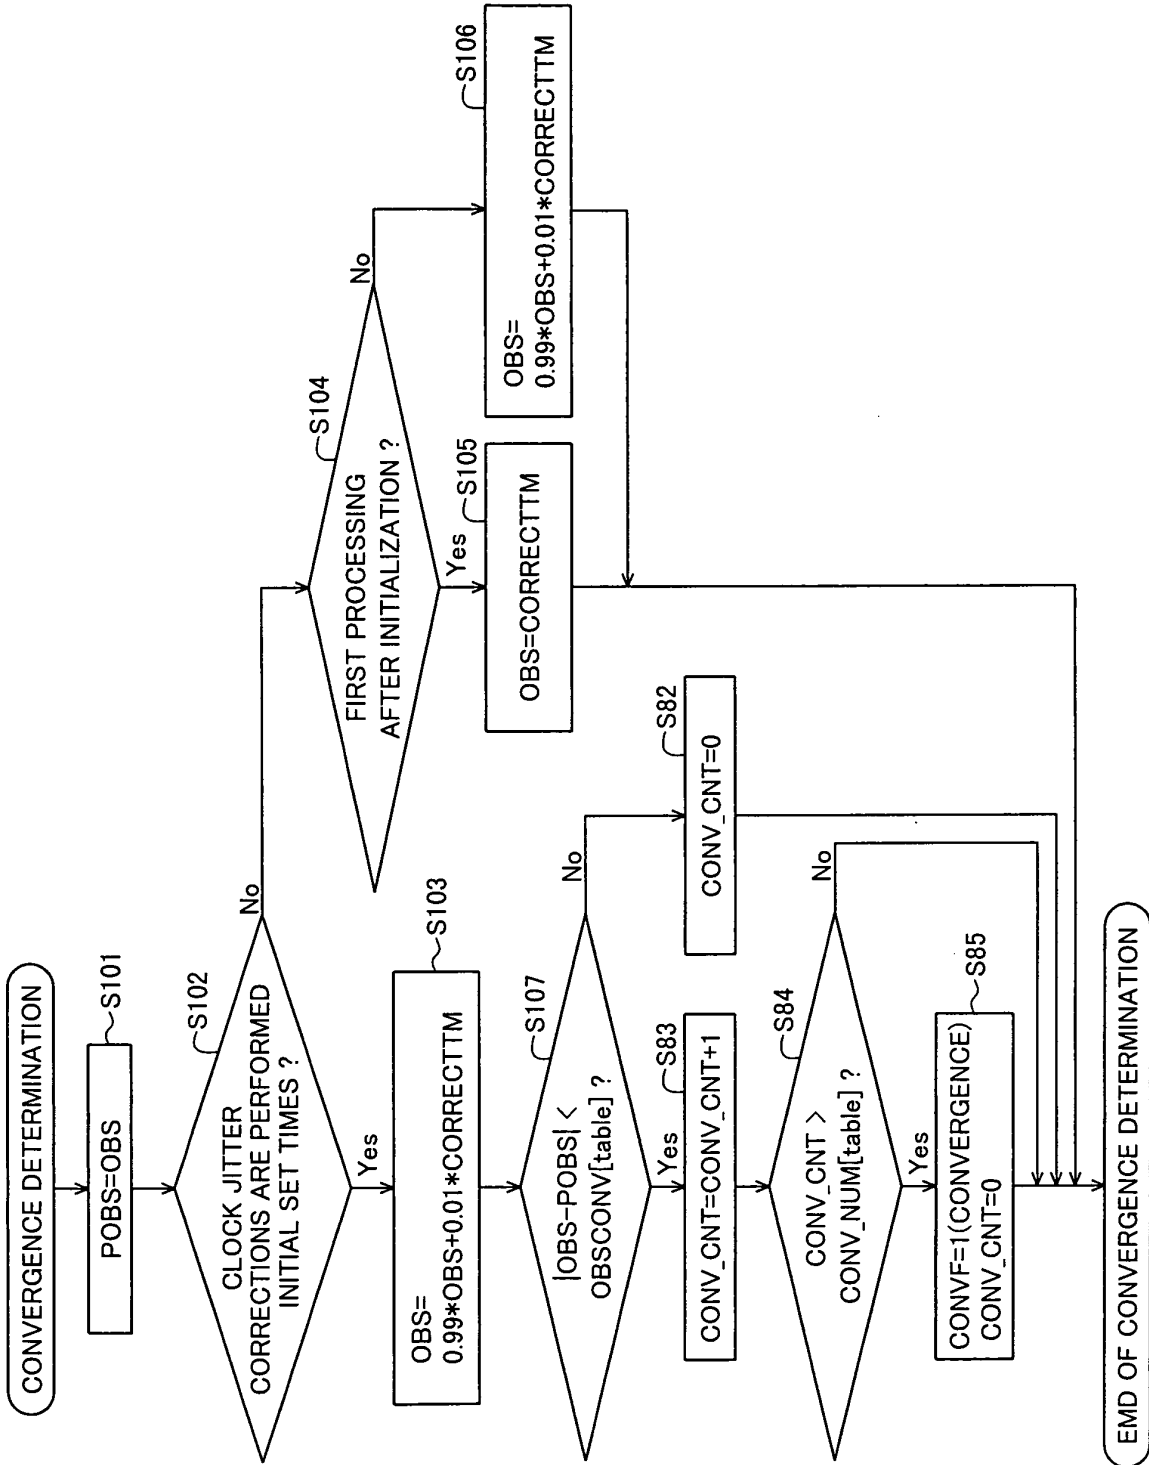 CONVERGENCE DETERMINATION
POBS=OBS
S101
CLOCK JITTER
CORRECTIONS ARE PERFORMED
INITIAL SET TIMES ?
S102
No
Yes
OBS=
0.99*OBS+0.01*CORRECTTM
S103
FIRST PROCESSING
AFTER INITIALIZATION ?
S104
No
Yes
OBS=CORRECTTM
S105
OBS=
0.99*OBS+0.01*CORRECTTM
S106
|OBS-POBS|<
OBSCONV[table] ?
S107
No
Yes
CONV_CNT=0
S82
CONV_CNT=CONV_CNT+1
S83
CONV_CNT >
CONV_NUM[table] ?
S84
No
Yes
CONVF=1(CONVERGENCE)
CONV_CNT=0
S85
EMD OF CONVERGENCE DETERMINATION